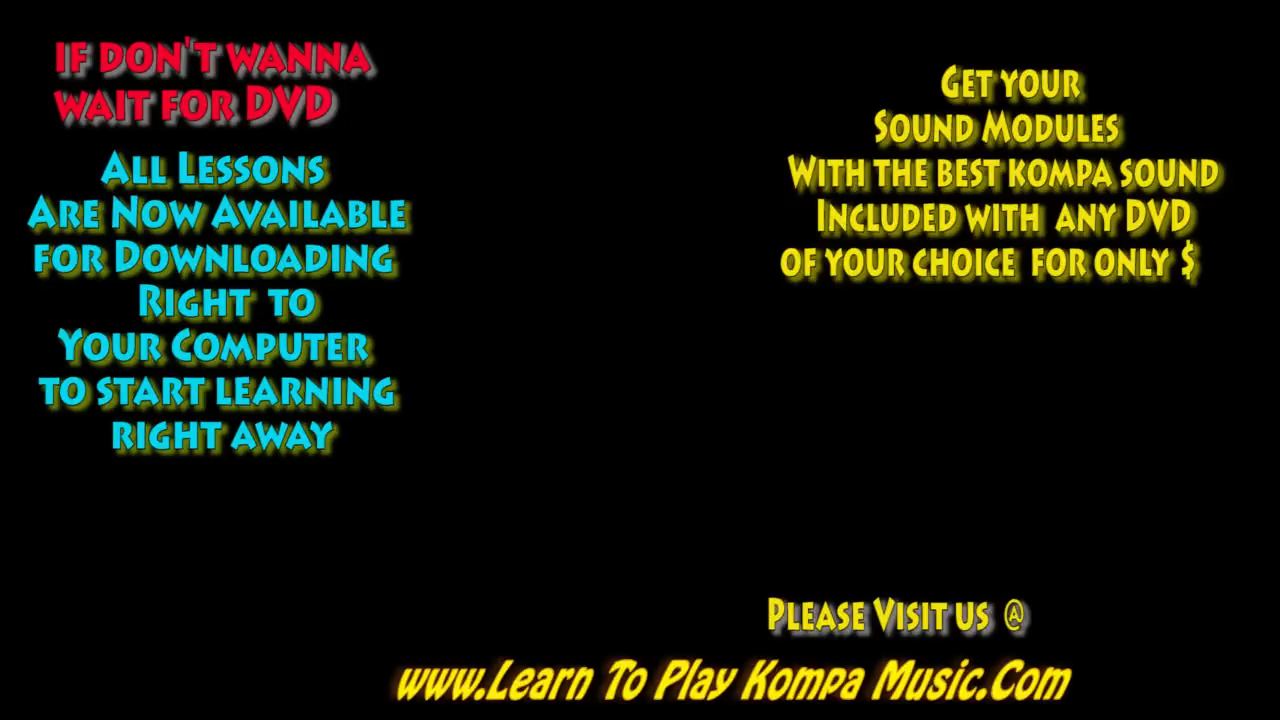 If don't wanna
wait for DVD
All Lessons
Are Now Available
for Downloading
Right to
Your Computer
to start learning
right away
Get your
Sound Modules
With the best kompa sound
Included with any DVD
of your choice for only $
Please Visit us @
www.Learn To Play Kompa Music.Com